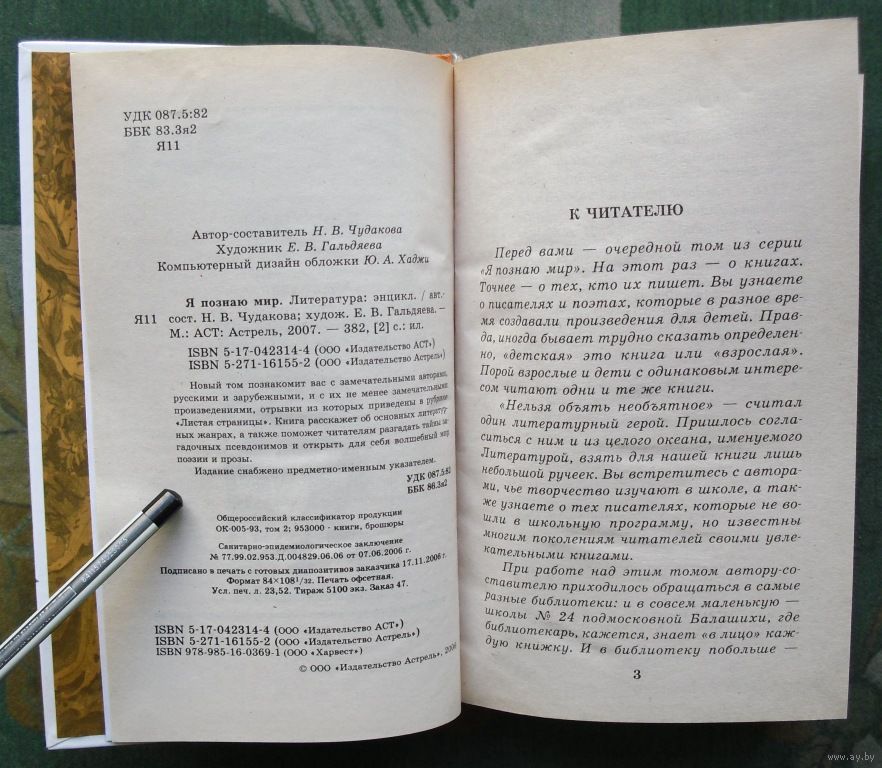 УДК 087.5:82
ББК 83.3я2
Я11
Автор-составитель Н. В. Чудакова
Художник Е. В. Гальдяева
Компьютерный дизайн обложки Ю. А. Хаджи
Я познаю мир. Литература: энцикл. / авт.-
Я11 сост. Н. В. Чудакова; худож. Е. В. Гальдяева. —
М.: АСТ: Астрель, 2007. — 382, [2] с.: ил.
ISBN 5-17-042314-4 (ООО «Издательство АСТ»)
ISBN 5-271-16155-2 (ООО «Издательство Астрель»)
Новый том познакомит вас с замечательными авторами,
русскими и зарубежными, и с их не менее замечательными
произведениями, отрывки из которых приведены в рубрике
«Листая страницы». Книга расскажет об основных литератур-
ных жанрах, а также поможет читателям разгадать тайны за-
гадочных псевдонимов и открыть для себя волшебный мир
поэзии и прозы.
Издание снабжено предметно-именным указателем.
УДК 087.5:82
ББК 86.3я2
Общероссийский классификатор продукции
ОК-005-93, том 2; 953000 - книги, брошюры
Санитарно-эпидемиологическое заключение
№ 77.99.02.953.Д.004829.06.06 от 07.06.2006 г.
Подписано в печать с готовых диапозитивов заказчика 17.11.2006 г.
Формат 84×108 1/32. Печать офсетная.
Усл. печ. л. 23,52. Тираж 5100 экз. Заказ 47.
ISBN 5-17-042314-4 (ООО «Издательство АСТ»)
ISBN 5-271-16155-2 (ООО «Издательство Астрель»)
ISBN 978-985-16-0369-1 (ООО «Харвест»)
© ООО «Издательство Астрель», 2006
К ЧИТАТЕЛЮ
Перед вами — очередной том из серии
«Я познаю мир». На этот раз — о книгах.
Точнее — о тех, кто их пишет. Вы узнаете
о писателях и поэтах, которые в разное вре-
мя создавали произведения для детей. Прав-
да, иногда бывает трудно сказать определен-
но, «детская» это книга или «взрослая».
Порой взрослые и дети с одинаковым интере-
сом читают одни и те же книги.
«Нельзя объять необъятное» — считал
один литературный герой. Пришлось согла-
ситься с ним и из целого океана, именуемого
Литературой, взять для нашей книги лишь
небольшой ручеек. Вы встретитесь с автора-
ми, чье творчество изучают в школе, а так-
же узнаете о тех писателях, которые не во-
шли в школьную программу, но известны
многим поколениям читателей своими увле-
кательными книгами.
При работе над этим томом автору-со-
ставителю приходилось обращаться в самые
разные библиотеки: и в совсем маленькую —
школы № 24 подмосковной Балашихи, где
библиотекарь, кажется, знает «в лицо» каж-
дую книжку. И в библиотеку побольше —
3
www.ay.by